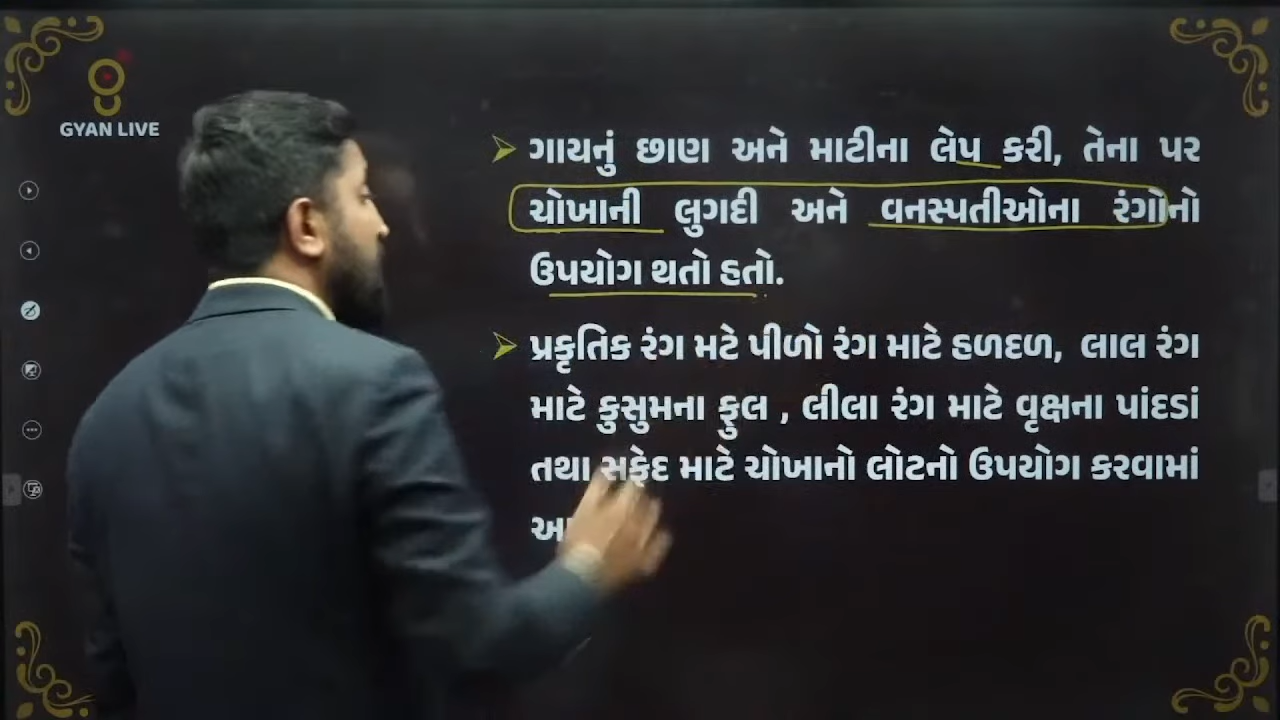 GYAN LIVE
ગાયનું છાણ અને માટીના લેપ કરી, તેના પર
ચોખાની લુગદી અને વનસ્પતીઓના રંગોનો
ઉપયોગ થતો હતો.
પ્રકૃતિક રંગ મટે પીળો રંગ માટે હળદળ, લાલ રંગ
માટે કુસુમના ફુલ , લીલા રંગ માટે વૃક્ષના પાંદડાં
તથા સફેદ માટે ચોખાનો લોટનો ઉપયોગ કરવામાં